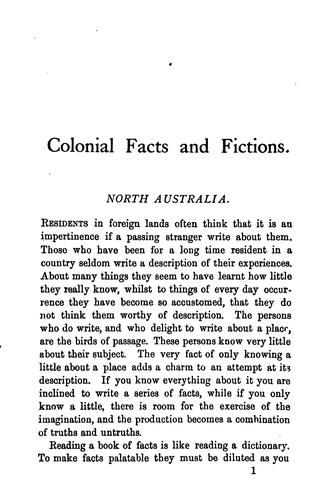 Colonial Facts and Fictions.
NORTH AUSTRALIA.
RESIDENTS in foreign lands often think that it is an
impertinence if a passing stranger write about them.
Those who have been for a long time resident in a
country seldom write a description of their experiences.
About many things they seem to have learnt how little
they really know, whilst to things of every day occur-
rence they have become so accustomed, that they do
not think them worthy of description. The persons
who do write, and who delight to write about a place,
are the birds of passage. These persons know very little
about their subject. The very fact of only knowing a
little about a place adds a charm to an attempt at its
description. If you know everything about it you are
inclined to write a series of facts, while if you only
know a little, there is room for the exercise of the
imagination, and the production becomes a combination
of truths and untruths.
Reading a book of facts is like reading a dictionary.
To make facts palatable they must be diluted as you
1